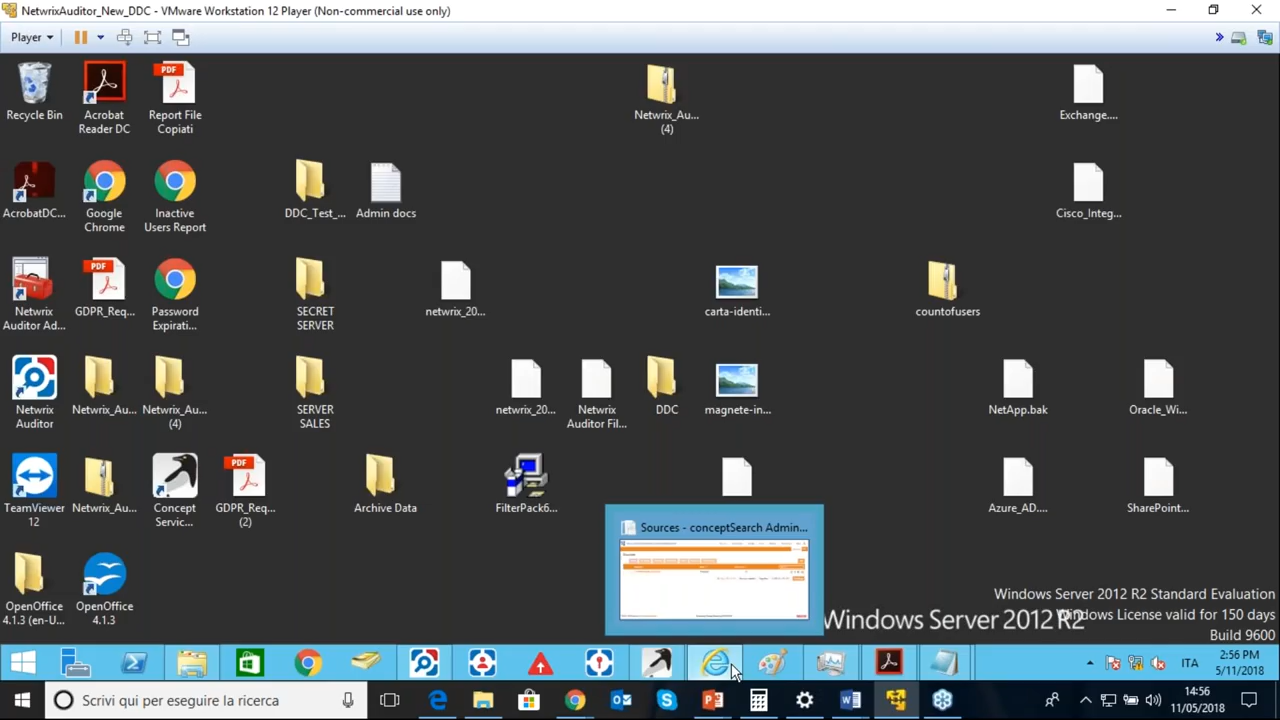 NetwrixAuditor_New_DDC - VMware Workstation 12 Player (Non-commercial use only)
Player
Recycle Bin
Acrobat
Reader DC
PDF
Report File
Copiati
Netwrix_Au...
(4)
Exchange....
AcrobatDC...
Google
Chrome
Inactive
Users Report
DDC_Test_...
Admin docs
Cisco_Integ...
Netwrix
Auditor Ad...
PDF
GDPR_Req...
Password
Expirati...
SECRET
SERVER
netwrix_20...
carta-identi...
countofusers
Netwrix
Auditor
Netwrix_Au...
Netwrix_Au...
(4)
SERVER
SALES
netwrix_20...
Netwrix
Auditor Fil...
DDC
magnete-in...
NetApp.bak
Oracle_Wi...
TeamViewer
12
Netwrix_Au...
Concept
Servic...
PDF
GDPR_Req...
(2)
Archive Data
FilterPack6...
Azure_AD....
SharePoint...
Sources - conceptSearch Admin...
OpenOffice
4.1.3 (en-U...
OpenOffice
4.1.3
Windows Server 2012 R2
Windows Server 2012 R2 Standard Evaluation
Windows License valid for 150 days
Build 9600
ITA
2:56 PM
5/11/2018
Scrivi qui per eseguire la ricerca
14:56
11/05/2018